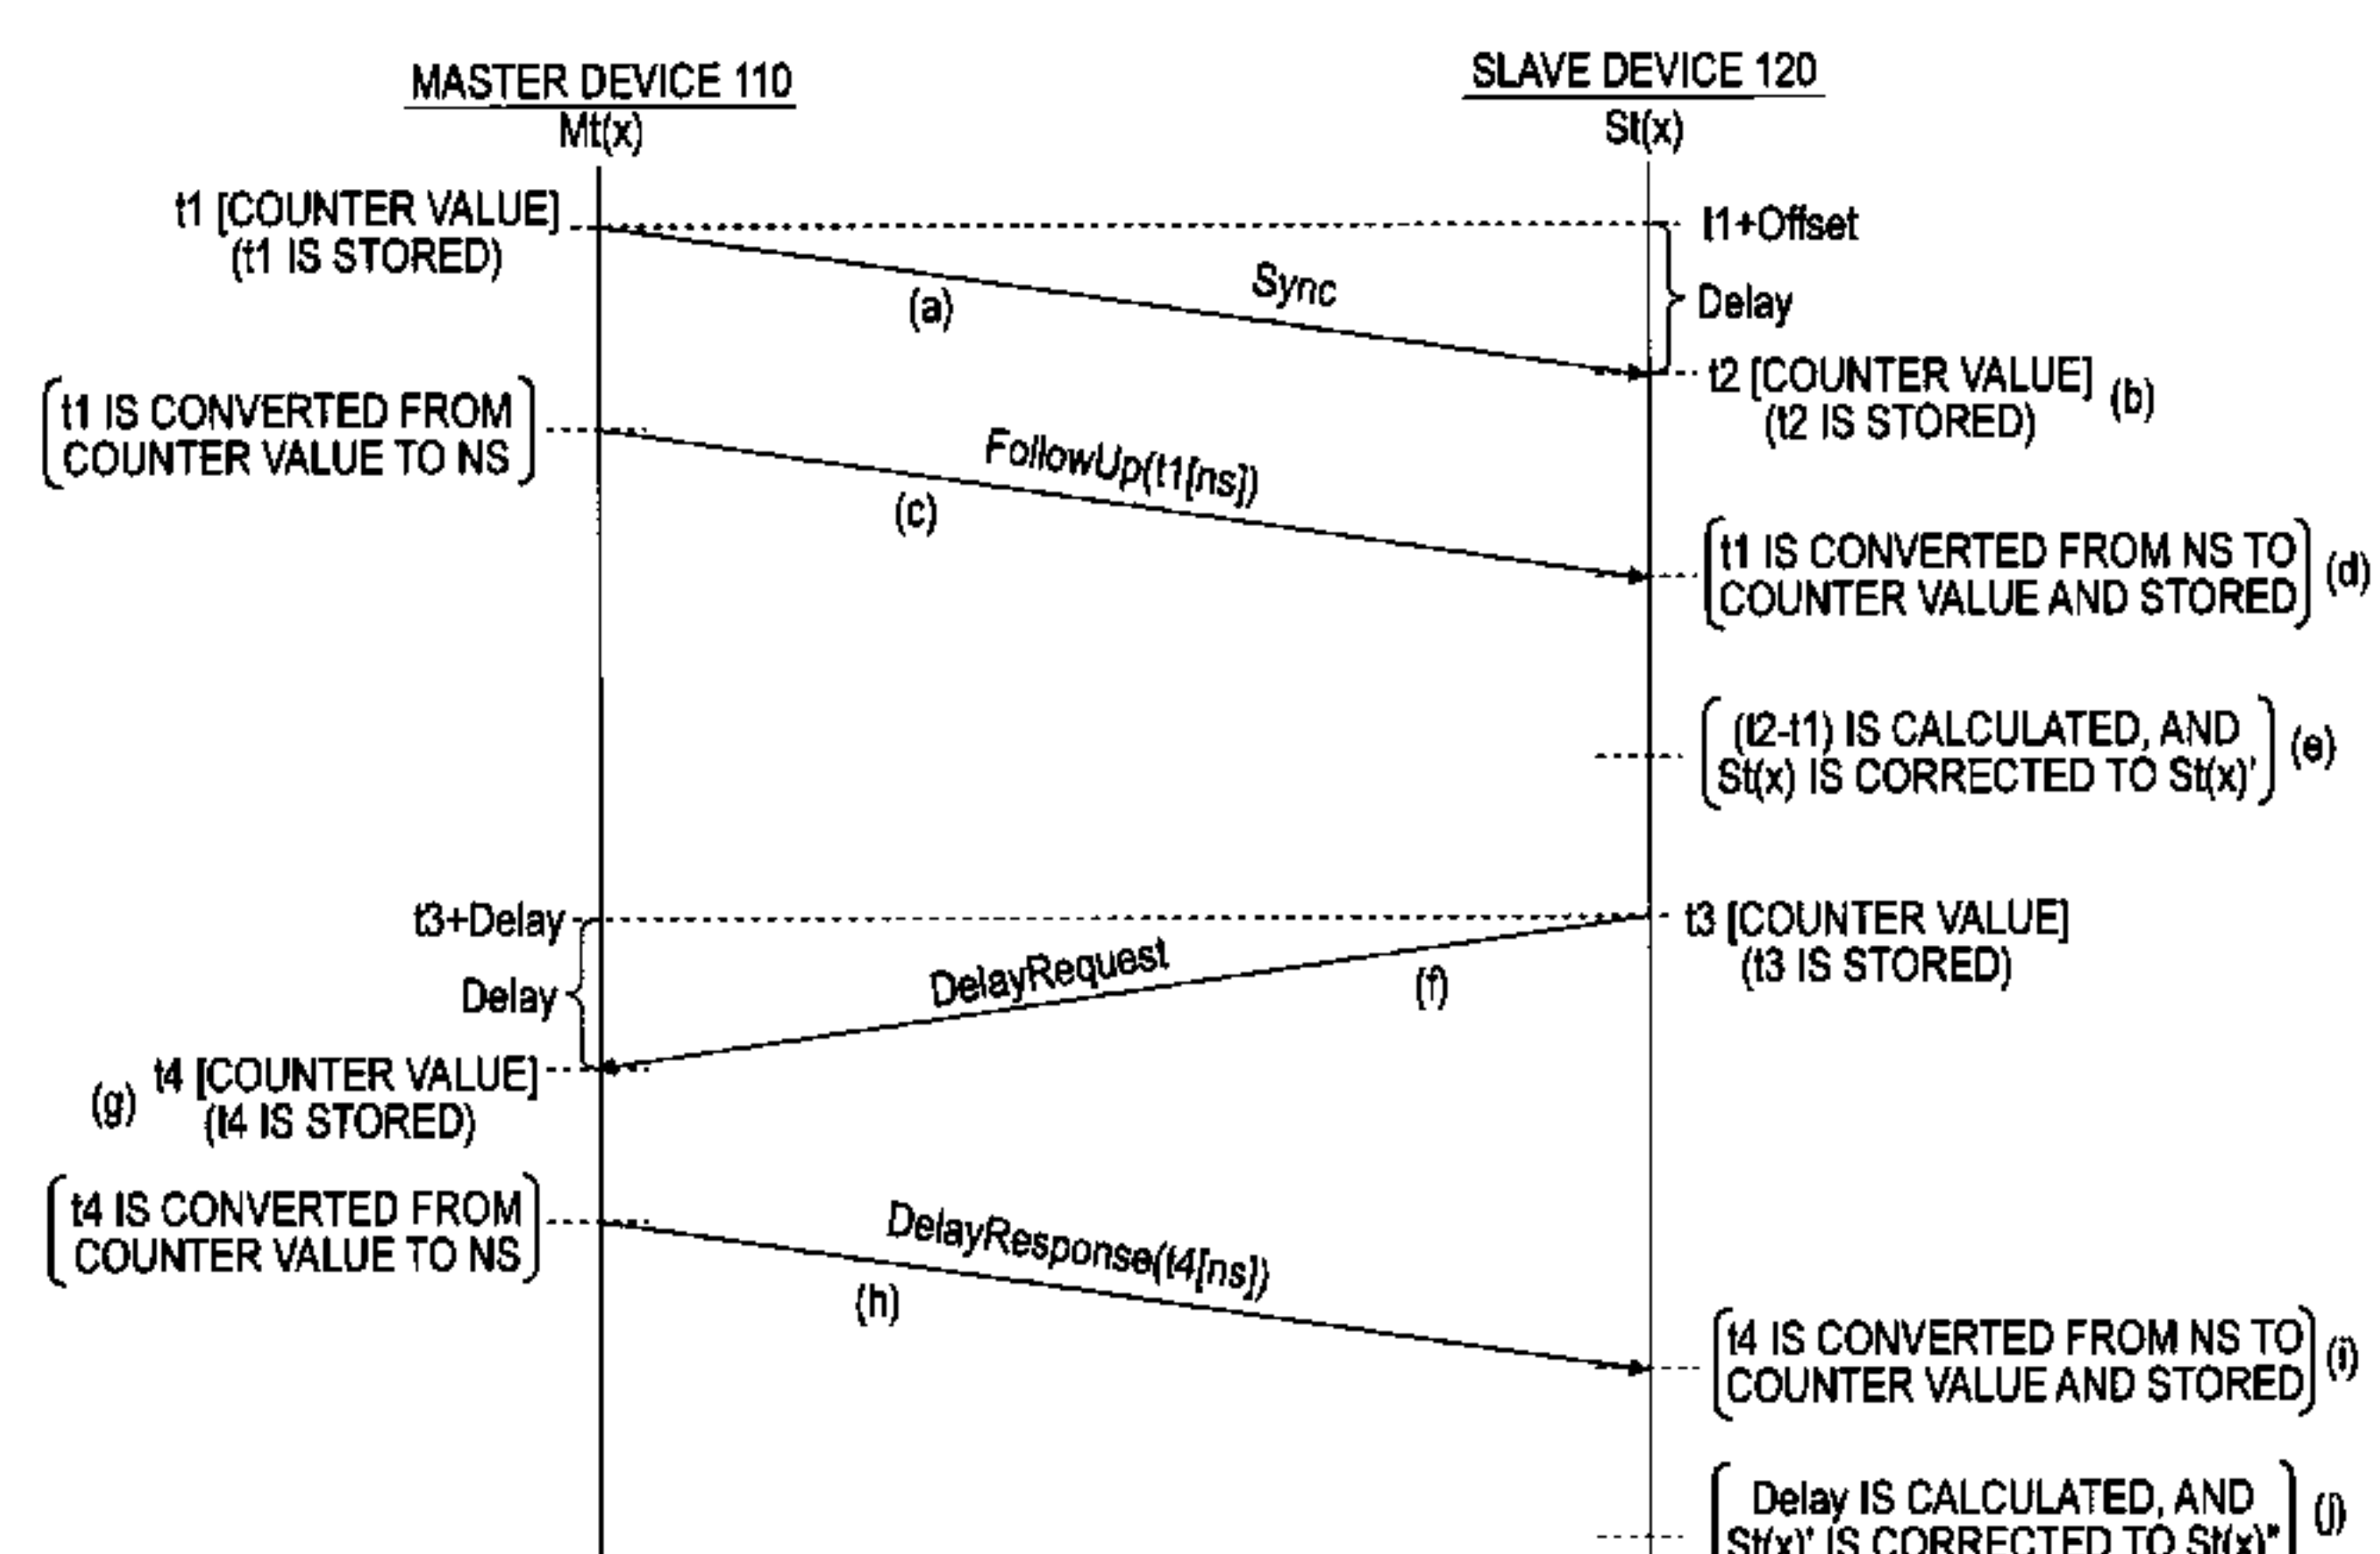 MASTER DEVICE 110
Mt(x)
SLAVE DEVICE 120
St(x)
t1 [COUNTER VALUE]
(t1 IS STORED)
t1+Offset
Sync
(a)
Delay
t2 [COUNTER VALUE]
(t2 IS STORED)
(b)
t1 IS CONVERTED FROM
COUNTER VALUE TO NS
FollowUp(t1[ns])
(c)
t1 IS CONVERTED FROM NS TO
COUNTER VALUE AND STORED
(d)
(t2-t1) IS CALCULATED, AND
St(x) IS CORRECTED TO St(x)'
(e)
t3+Delay
t3 [COUNTER VALUE]
(t3 IS STORED)
DelayRequest
(f)
Delay
(g)
t4 [COUNTER VALUE]
(t4 IS STORED)
t4 IS CONVERTED FROM
COUNTER VALUE TO NS
DelayResponse(t4[ns])
(h)
t4 IS CONVERTED FROM NS TO
COUNTER VALUE AND STORED
(i)
Delay IS CALCULATED, AND
St(x)' IS CORRECTED TO St(x)"
(j)